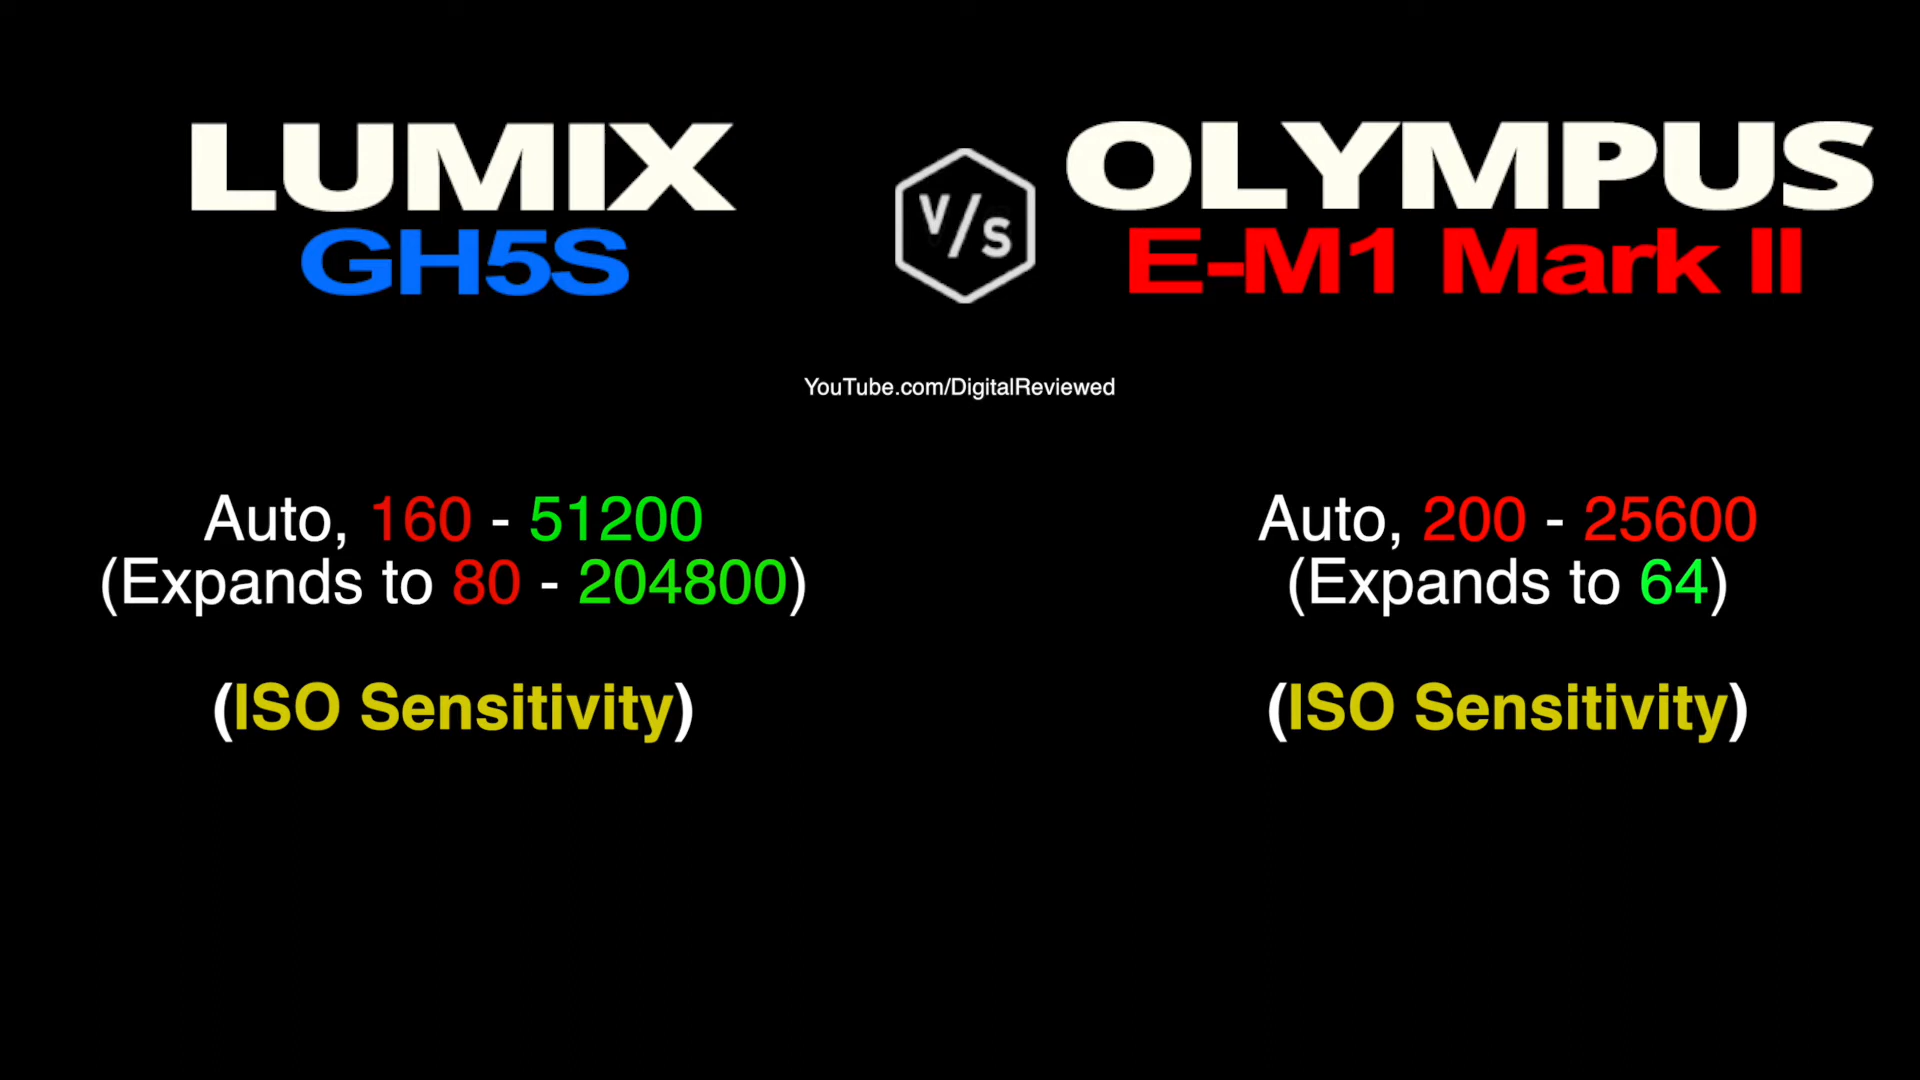 LUMIX
GH5S
V/S
OLYMPUS
E-M1 Mark II
YouTube.com/DigitalReviewed
Auto, 160 - 51200
(Expands to 80 - 204800)
(ISO Sensitivity)
Auto, 200 - 25600
(Expands to 64)
(ISO Sensitivity)